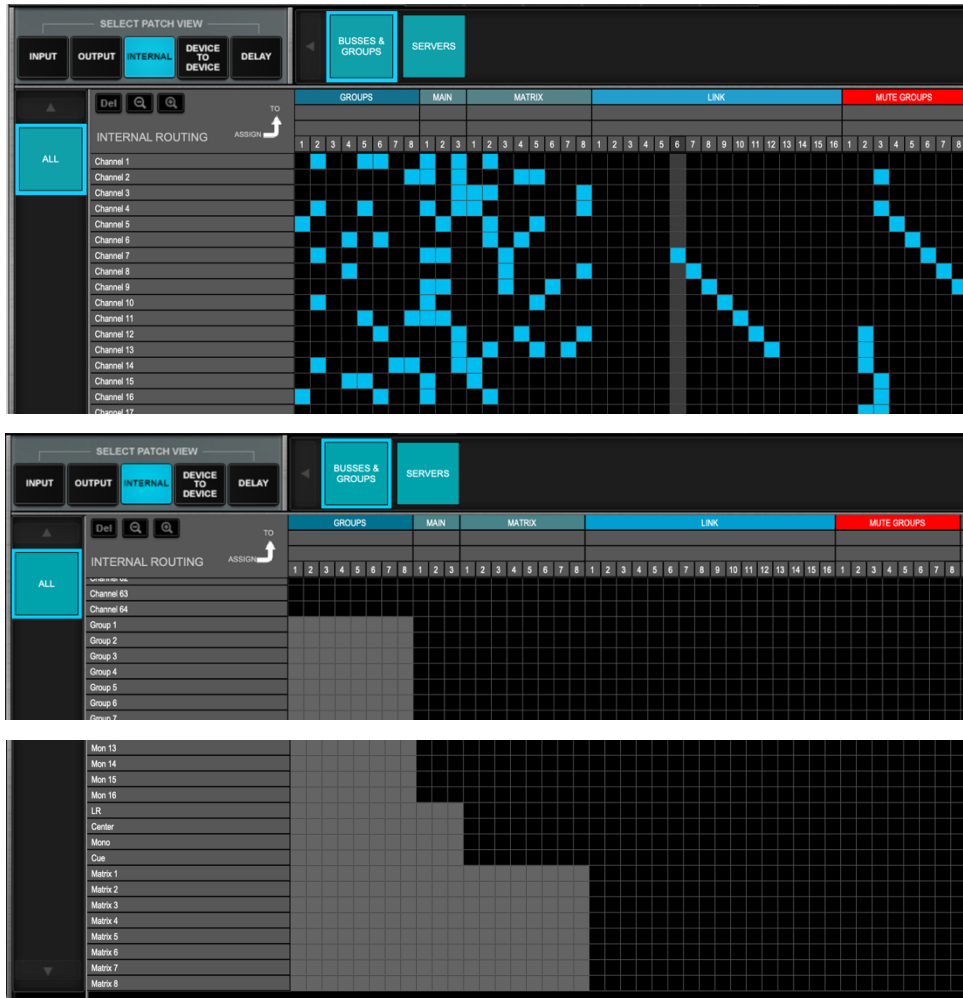 SELECT PATCH VIEW
INPUT OUTPUT INTERNAL DEVICE TO DEVICE DELAY
BUSSES & GROUPS SERVERS
Del TO
INTERNAL ROUTING ASSIGN
GROUPS MAIN MATRIX LINK MUTE GROUPS
1 2 3 4 5 6 7 8 1 2 3 1 2 3 4 5 6 7 8 1 2 3 4 5 6 7 8 9 10 11 12 13 14 15 16 1 2 3 4 5 6 7 8
ALL
Channel 1
Channel 2
Channel 3
Channel 4
Channel 5
Channel 6
Channel 7
Channel 8
Channel 9
Channel 10
Channel 11
Channel 12
Channel 13
Channel 14
Channel 15
Channel 16
Channel 17
SELECT PATCH VIEW
INPUT OUTPUT INTERNAL DEVICE TO DEVICE DELAY
BUSSES & GROUPS SERVERS
Del TO
INTERNAL ROUTING ASSIGN
GROUPS MAIN MATRIX LINK MUTE GROUPS
1 2 3 4 5 6 7 8 1 2 3 1 2 3 4 5 6 7 8 1 2 3 4 5 6 7 8 9 10 11 12 13 14 15 16 1 2 3 4 5 6 7 8
ALL
Channel 62
Channel 63
Channel 64
Group 1
Group 2
Group 3
Group 4
Group 5
Group 6
Group 7
Mon 13
Mon 14
Mon 15
Mon 16
LR
Center
Mono
Cue
Matrix 1
Matrix 2
Matrix 3
Matrix 4
Matrix 5
Matrix 6
Matrix 7
Matrix 8